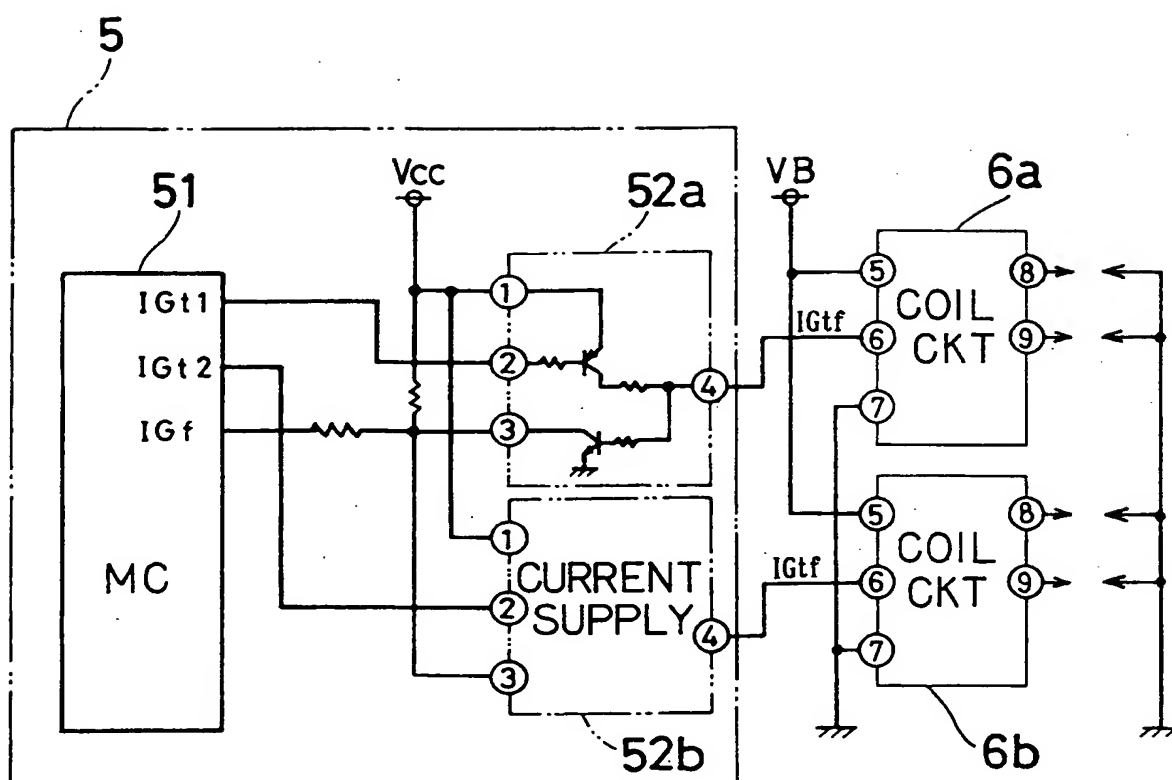 5
51
Vcc
52a
VB
6a
IGt1
IGt2
IGf
MC
1
2
3
4
IGtf
5
6
7
8
9
COIL
CKT
1
2
3
4
CURRENT
SUPPLY
IGtf
5
6
7
8
9
COIL
CKT
52b
6b